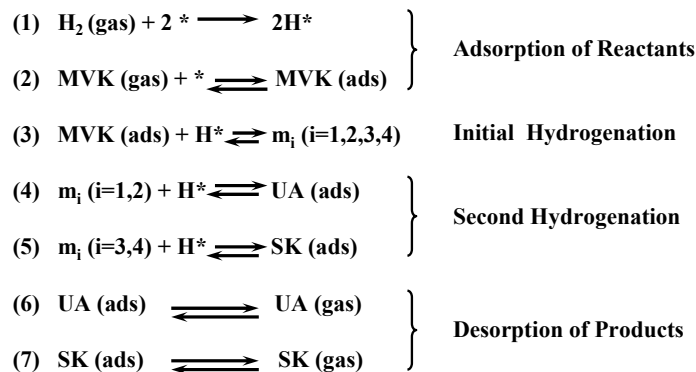 (1) H₂ (gas) + 2 * ⟶ 2H*
Adsorption of Reactants
(2) MVK (gas) + * ⇌ MVK (ads)
(3) MVK (ads) + H* ⇌ mᵢ (i=1,2,3,4) Initial Hydrogenation
(4) mᵢ (i=1,2) + H* ⇌ UA (ads)
Second Hydrogenation
(5) mᵢ (i=3,4) + H* ⇌ SK (ads)
(6) UA (ads) ⇌ UA (gas)
Desorption of Products
(7) SK (ads) ⇌ SK (gas)